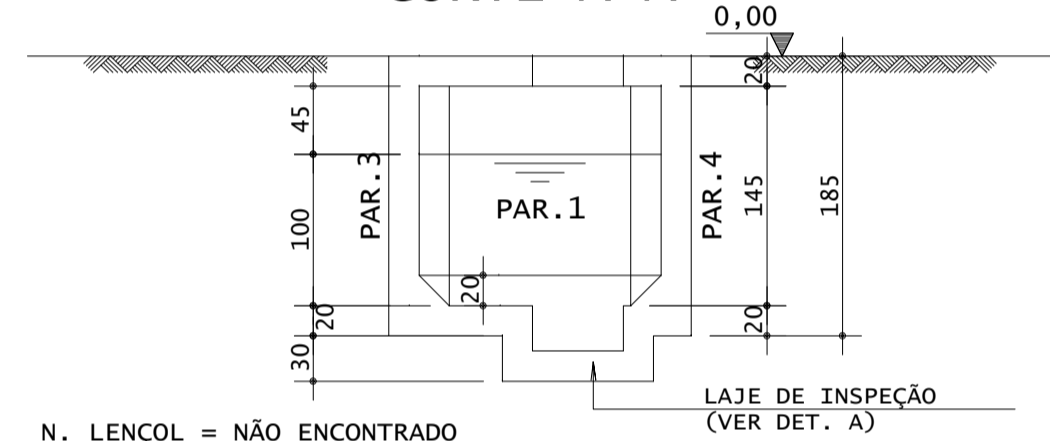 0,00
20
45
PAR.3
PAR.4
145
185
100
PAR.1
20
20
20
30
LAJE DE INSPEÇÃO
(VER DET. A)
N. LENCOL = NÃO ENCONTRADO